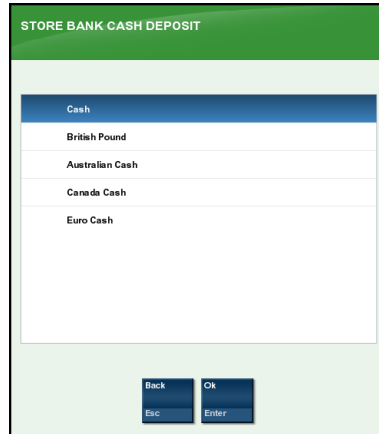 STORE BANK CASH DEPOSIT
Cash
British Pound
Australian Cash
Canada Cash
Euro Cash
Back Ok
Esc Enter